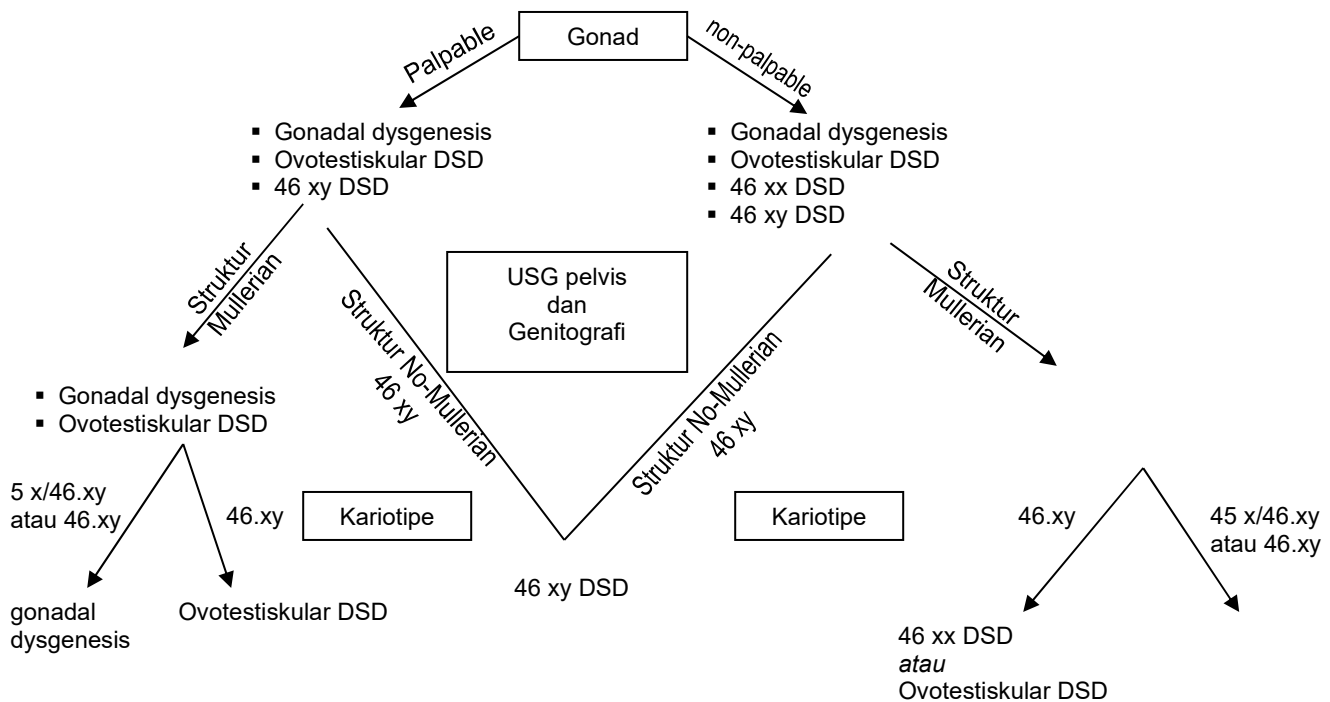 Gonad
Palpable
non-palpable
▪ Gonadal dysgenesis
▪ Ovotestiskular DSD
▪ 46 xy DSD
▪ Gonadal dysgenesis
▪ Ovotestiskular DSD
▪ 46 xx DSD
▪ 46 xy DSD
Struktur
Mullerian
Struktur No-Mullerian
46 xy
USG pelvis
dan
Genitografi
Struktur No-Mullerian
46 xy
Struktur
Mullerian
▪ Gonadal dysgenesis
▪ Ovotestiskular DSD
5 x/46.xy
atau 46.xy
46.xy
Kariotipe
Kariotipe
46.xy
45 x/46.xy
atau 46.xy
gonadal
dysgenesis
Ovotestiskular DSD
46 xy DSD
46 xx DSD
atau
Ovotestiskular DSD